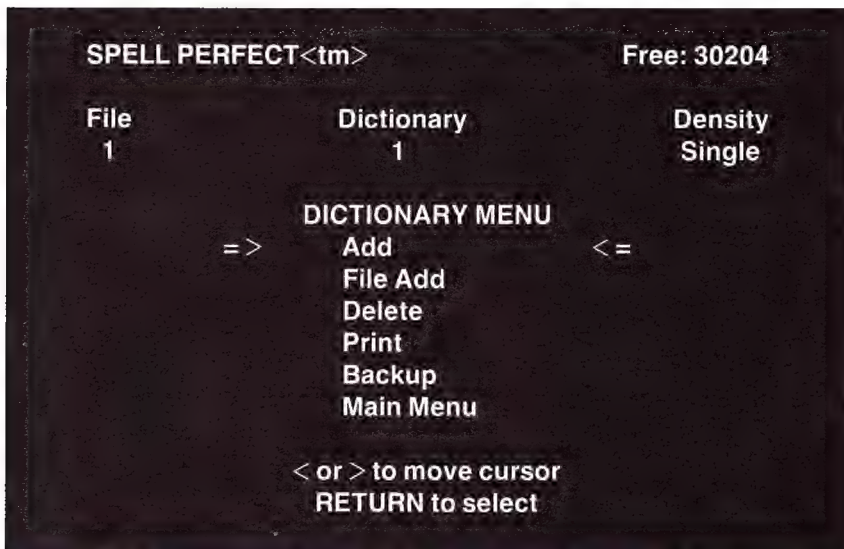 SPELL PERFECT<tm> Free: 30204
File Dictionary Density
1 1 Single
DICTIONARY MENU
=> Add <=
File Add
Delete
Print
Backup
Main Menu
< or > to move cursor
RETURN to select